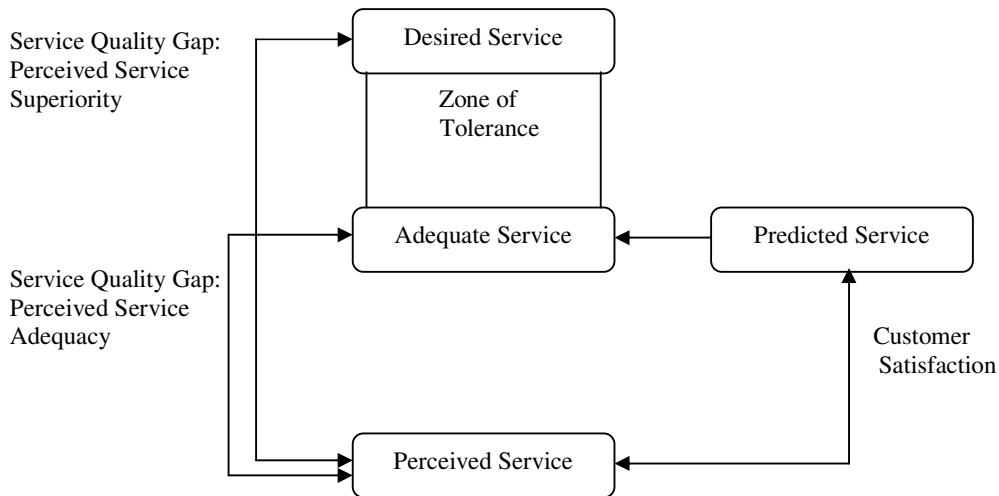 Service Quality Gap:
Perceived Service
Superiority
Desired Service
Zone of
Tolerance
Adequate Service
Predicted Service
Service Quality Gap:
Perceived Service
Adequacy
Customer
Satisfaction
Perceived Service